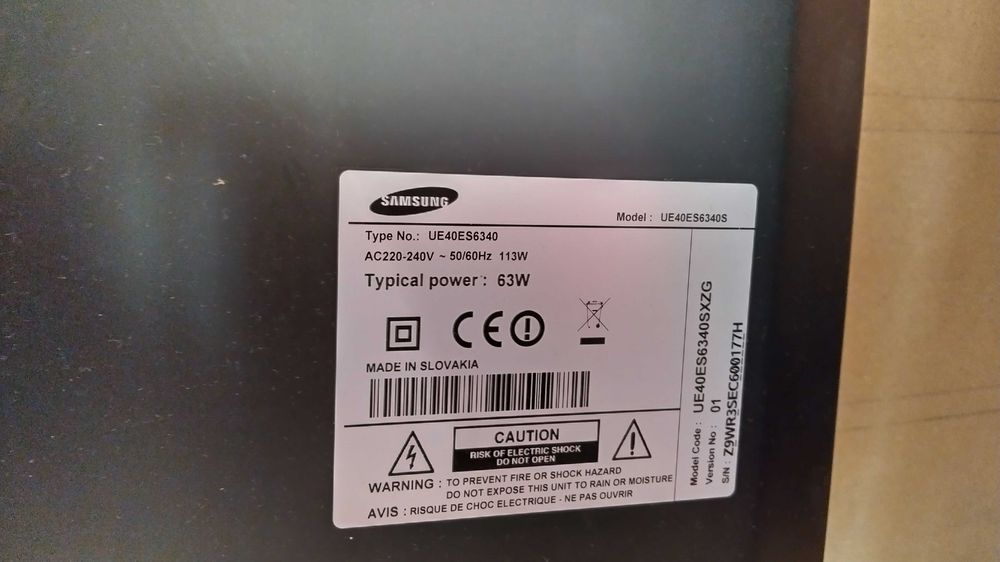 SAMSUNG
Model : UE40ES6340S
Type No.: UE40ES6340
AC220-240V ~ 50/60Hz 113W
Typical power : 63W
CE
MADE IN SLOVAKIA
CAUTION
RISK OF ELECTRIC SHOCK
DO NOT OPEN
WARNING : TO PREVENT FIRE OR SHOCK HAZARD
DO NOT EXPOSE THIS UNIT TO RAIN OR MOISTURE
AVIS : RISQUE DE CHOC ELECTRIQUE - NE PAS OUVRIR
Model Code : UE40ES6340SXZG
Version No : 01
S/N : Z9WR3SEC600177H